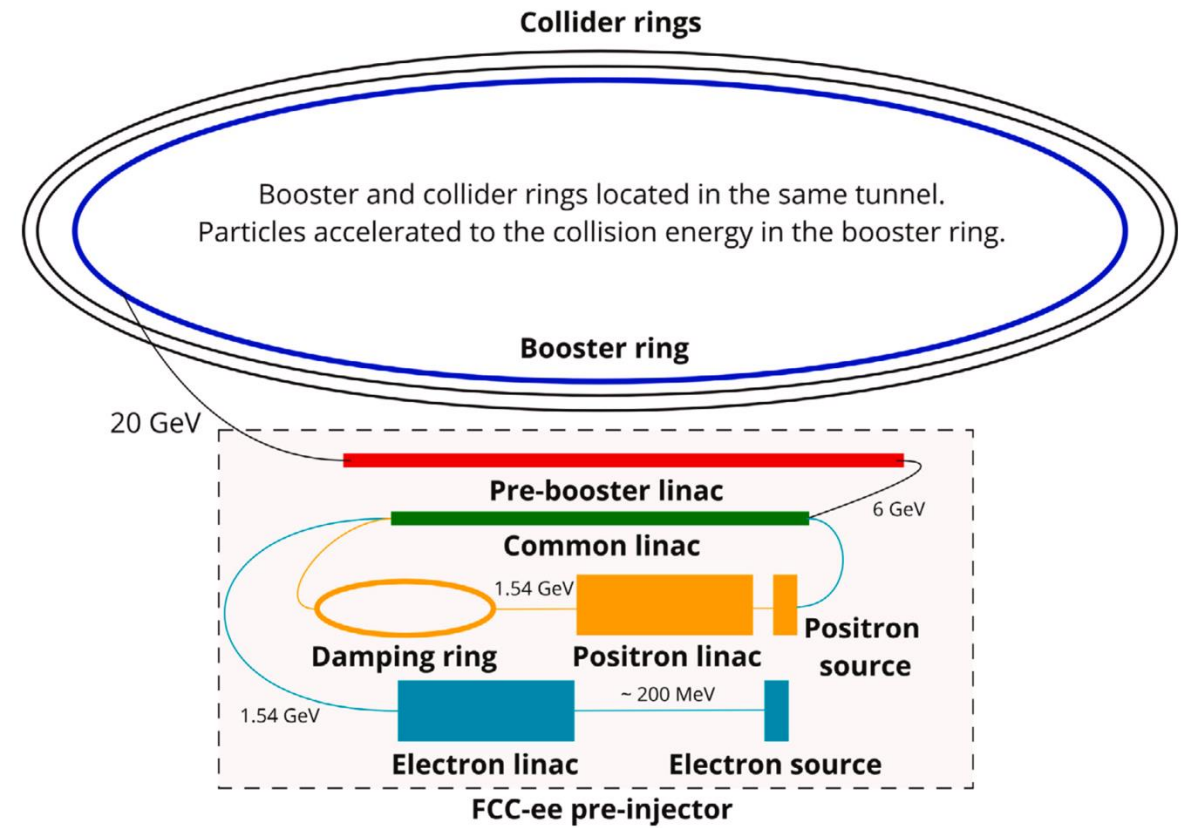 Collider rings
Booster and collider rings located in the same tunnel.
Particles accelerated to the collision energy in the booster ring.
Booster ring
20 GeV
Pre-booster linac
6 GeV
Common linac
1.54 GeV
Positron
source
Damping ring
Positron linac
~ 200 MeV
1.54 GeV
Electron linac
Electron source
FCC-ee pre-injector